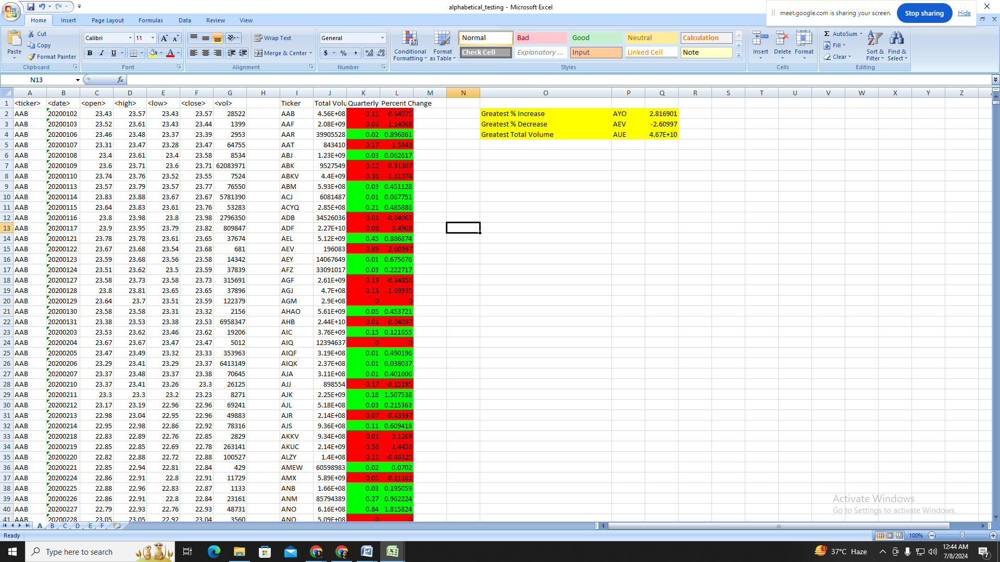 alphabetical_testing - Microsoft Excel
meet.google.com is sharing your screen. Stop sharing Hide
Home Insert Page Layout Formulas Data Review View
Paste Cut Copy Format Painter Clipboard
Calibri 11 B I U Font
Wrap Text Merge & Center Alignment
General $ % , Number
Conditional Formatting Format as Table
Normal Bad Good Neutral Calculation
Check Cell Explanatory ... Input Linked Cell Note
Styles
Insert Delete Format Cells
Σ AutoSum Fill Clear Sort & Filter Find & Select Editing
N13 fx
A B C D E F G H I J K L M N O P Q R S T U V W X Y Z
1 <ticker> <date> <open> <high> <low> <close> <vol> Ticker Total Volu Quarterly Percent Change
2 AAB 20200102 23.43 23.57 23.43 23.57 28522 AAB 4.56E+08 -0.15 -0.64075 Greatest % Increase AYO 2.816901
3 AAB 20200103 23.52 23.61 23.43 23.44 1399 AAF 2.08E+09 -0.06 -1.14068 Greatest % Decrease AEV -2.60997
4 AAB 20200106 23.46 23.48 23.37 23.39 2953 AAR 39905528 0.02 0.896861 Greatest Total Volume AUE 4.67E+10
5 AAB 20200107 23.31 23.47 23.28 23.47 64755 AAT 843410 -0.17 -1.5343
6 AAB 20200108 23.4 23.61 23.4 23.58 8534 ABJ 1.23E+09 0.03 0.062617
7 AAB 20200109 23.6 23.71 23.6 23.71 62083971 ABK 9527549 -0.12 -0.31307
8 AAB 20200110 23.74 23.76 23.52 23.55 7524 ABKV 4.4E+09 -0.36 -1.61074
9 AAB 20200113 23.57 23.79 23.57 23.77 76550 ABM 5.93E+08 0.03 0.451128
10 AAB 20200114 23.83 23.88 23.67 23.67 5781390 ACJ 6081487 0.01 0.067751
11 AAB 20200115 23.64 23.83 23.61 23.76 53283 ACYQ 2.85E+08 0.21 0.485886
12 AAB 20200116 23.8 23.98 23.8 23.98 2796350 ADB 34526036 -0.01 -0.04063
13 AAB 20200117 23.9 23.95 23.79 23.82 809847 ADF 2.27E+10 -0.08 -0.4908
14 AAB 20200121 23.78 23.78 23.61 23.65 37674 AEL 5.12E+09 0.45 0.886874
15 AAB 20200122 23.67 23.68 23.54 23.68 681 AEV 196083 -0.89 -2.60997
16 AAB 20200123 23.59 23.68 23.56 23.58 14342 AEY 14067649 0.01 0.675676
17 AAB 20200124 23.51 23.62 23.5 23.59 37839 AFZ 33091017 0.03 0.222717
18 AAB 20200127 23.58 23.73 23.58 23.73 315691 AGF 2.61E+09 -0.19 -0.34856
19 AAB 20200128 23.8 23.81 23.65 23.65 37896 AGJ 4.7E+08 -0.13 -1.69935
20 AAB 20200129 23.64 23.7 23.51 23.59 122379 AGM 2.9E+08 0 0
21 AAB 20200130 23.58 23.58 23.31 23.32 2156 AHAO 5.61E+09 0.05 0.453721
22 AAB 20200131 23.38 23.53 23.38 23.53 6958347 AHB 2.44E+10 -0.01 -0.04097
23 AAB 20200203 23.53 23.62 23.46 23.62 19206 AIC 3.76E+09 0.15 0.121655
24 AAB 20200204 23.67 23.67 23.47 23.47 5012 AIQ 12394637 0 0
25 AAB 20200205 23.47 23.49 23.32 23.33 353963 AIQF 3.19E+08 0.01 0.490196
26 AAB 20200206 23.29 23.41 23.29 23.37 6413149 AIQK 2.37E+08 0.01 0.038037
27 AAB 20200207 23.37 23.48 23.37 23.38 70645 AJA 3.11E+08 0.01 0.401606
28 AAB 20200210 23.37 23.41 23.26 23.3 26125 AJJ 898554 -0.17 -0.15195
29 AAB 20200211 23.3 23.3 23.2 23.23 8271 AJK 2.25E+09 0.18 1.507538
30 AAB 20200212 23.17 23.19 22.96 22.96 69241 AJL 5.18E+08 0.03 0.215363
31 AAB 20200213 22.98 23.04 22.95 22.96 49883 AJR 2.14E+08 -0.07 -0.43397
32 AAB 20200214 22.95 22.98 22.86 22.92 78316 AJS 9.36E+08 0.11 0.609418
33 AAB 20200218 22.83 22.89 22.76 22.85 2829 AKKV 9.34E+08 -0.01 -0.1269
34 AAB 20200219 22.85 22.85 22.69 22.78 263141 AKUC 2.14E+09 -0.58 -1.4453
35 AAB 20200220 22.82 22.88 22.72 22.88 100527 ALZY 1.4E+08 -0.15 -0.46325
36 AAB 20200221 22.85 22.94 22.81 22.84 429 AMEW 60598983 0.02 0.0702
37 AAB 20200224 22.86 22.91 22.8 22.91 11729 AMX 5.89E+09 -0.05 -0.11161
38 AAB 20200225 22.88 22.96 22.83 22.87 1133 ANB 1.66E+08 0.03 0.195059
39 AAB 20200226 22.86 22.91 22.8 22.84 23161 ANM 85794389 0.27 0.962224
40 AAB 20200227 22.79 22.93 22.76 22.93 48731 ANO 6.16E+08 0.84 1.815824
41 AAB 20200228 23.05 23.05 22.92 23.04 3560 5.09E+08 0 0
Activate Windows
Go to Settings to activate Windows.
A B C D E F
Ready 100%
Type here to search
37°C Haze
12:44 AM
7/8/2024